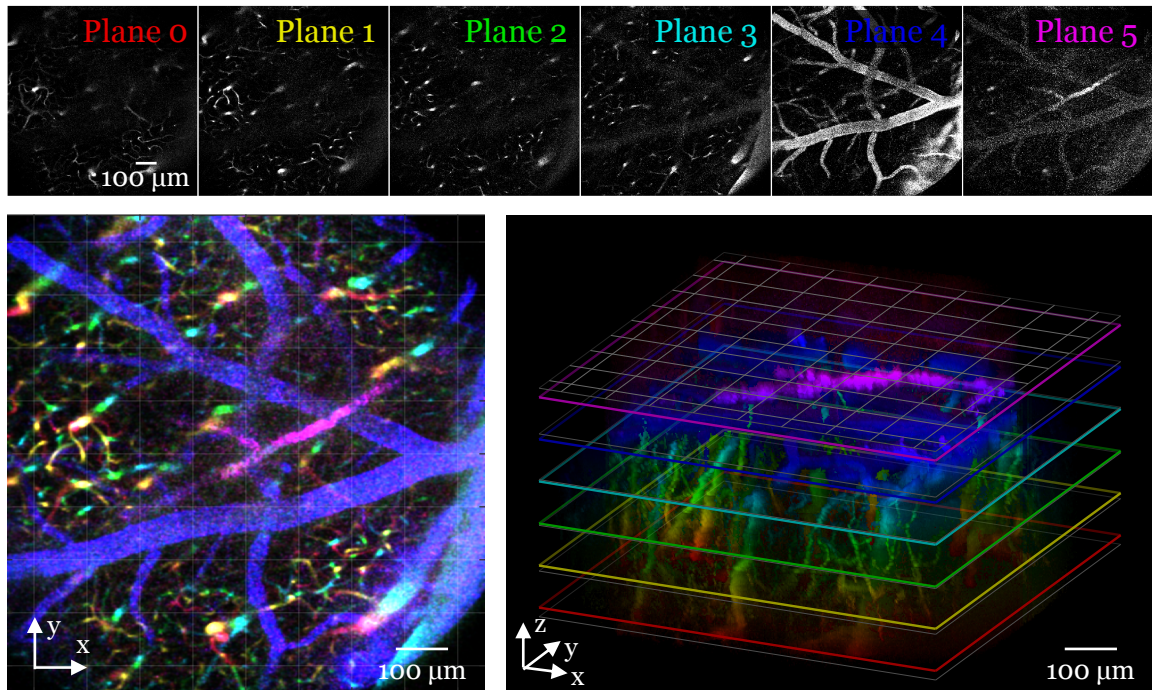 Plane 0
Plane 1
Plane 2
Plane 3
Plane 4
Plane 5
100 µm
y
x
100 µm
z
y
x
100 µm